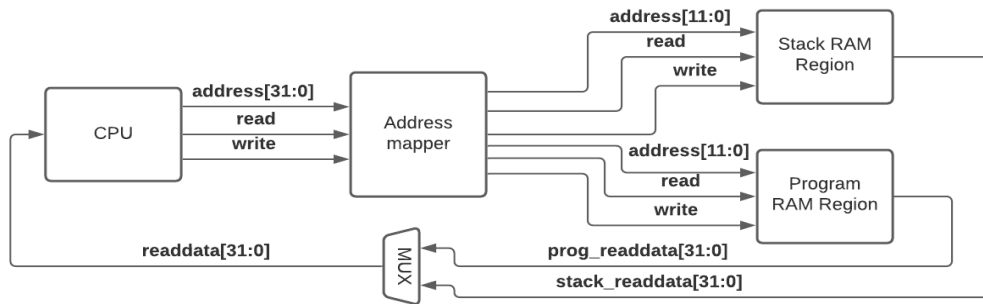 address[11:0]
read
write
Stack RAM
Region
address[31:0]
read
write
CPU
Address
mapper
address[11:0]
read
write
Program
RAM Region
readdata[31:0]
MUX
prog_readdata[31:0]
stack_readdata[31:0]